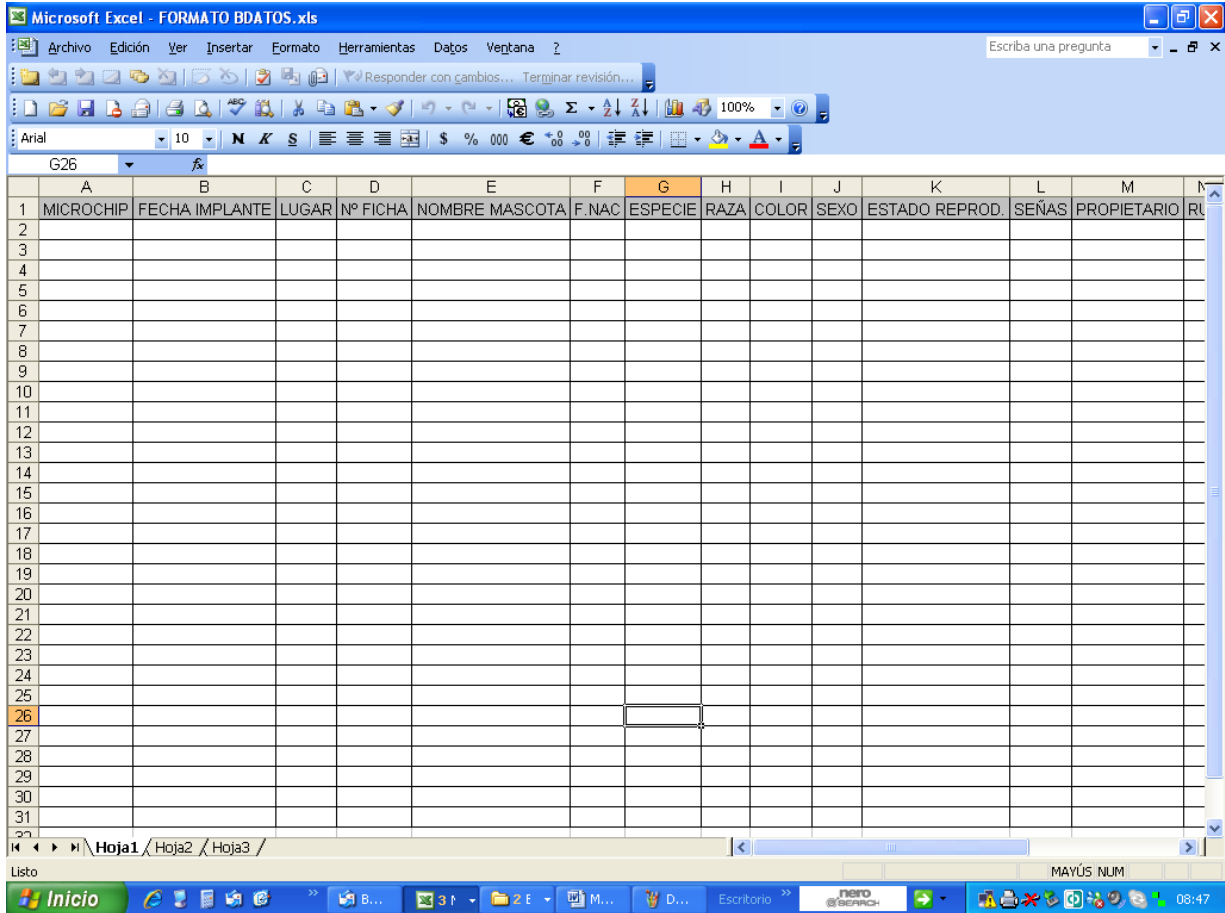 Microsoft Excel - FORMATO BDATOS.xls
Archivo Edición Ver Insertar Formato Herramientas Datos Ventana ? Escriba una pregunta
Responder con cambios... Terminar revisión...
ABC Σ 100%
Arial 10 N K S $ % 000 €
G26 fx
A B C D E F G H I J K L M N
1 MICROCHIP FECHA IMPLANTE LUGAR Nº FICHA NOMBRE MASCOTA F.NAC ESPECIE RAZA COLOR SEXO ESTADO REPROD. SEÑAS PROPIETARIO RU
2
3
4
5
6
7
8
9
10
11
12
13
14
15
16
17
18
19
20
21
22
23
24
25
26
27
28
29
30
31
32
Hoja1 Hoja2 Hoja3
Listo MAYÚS NUM
Inicio B... 2 E M... D... Escritorio nero SEARCH 08:47